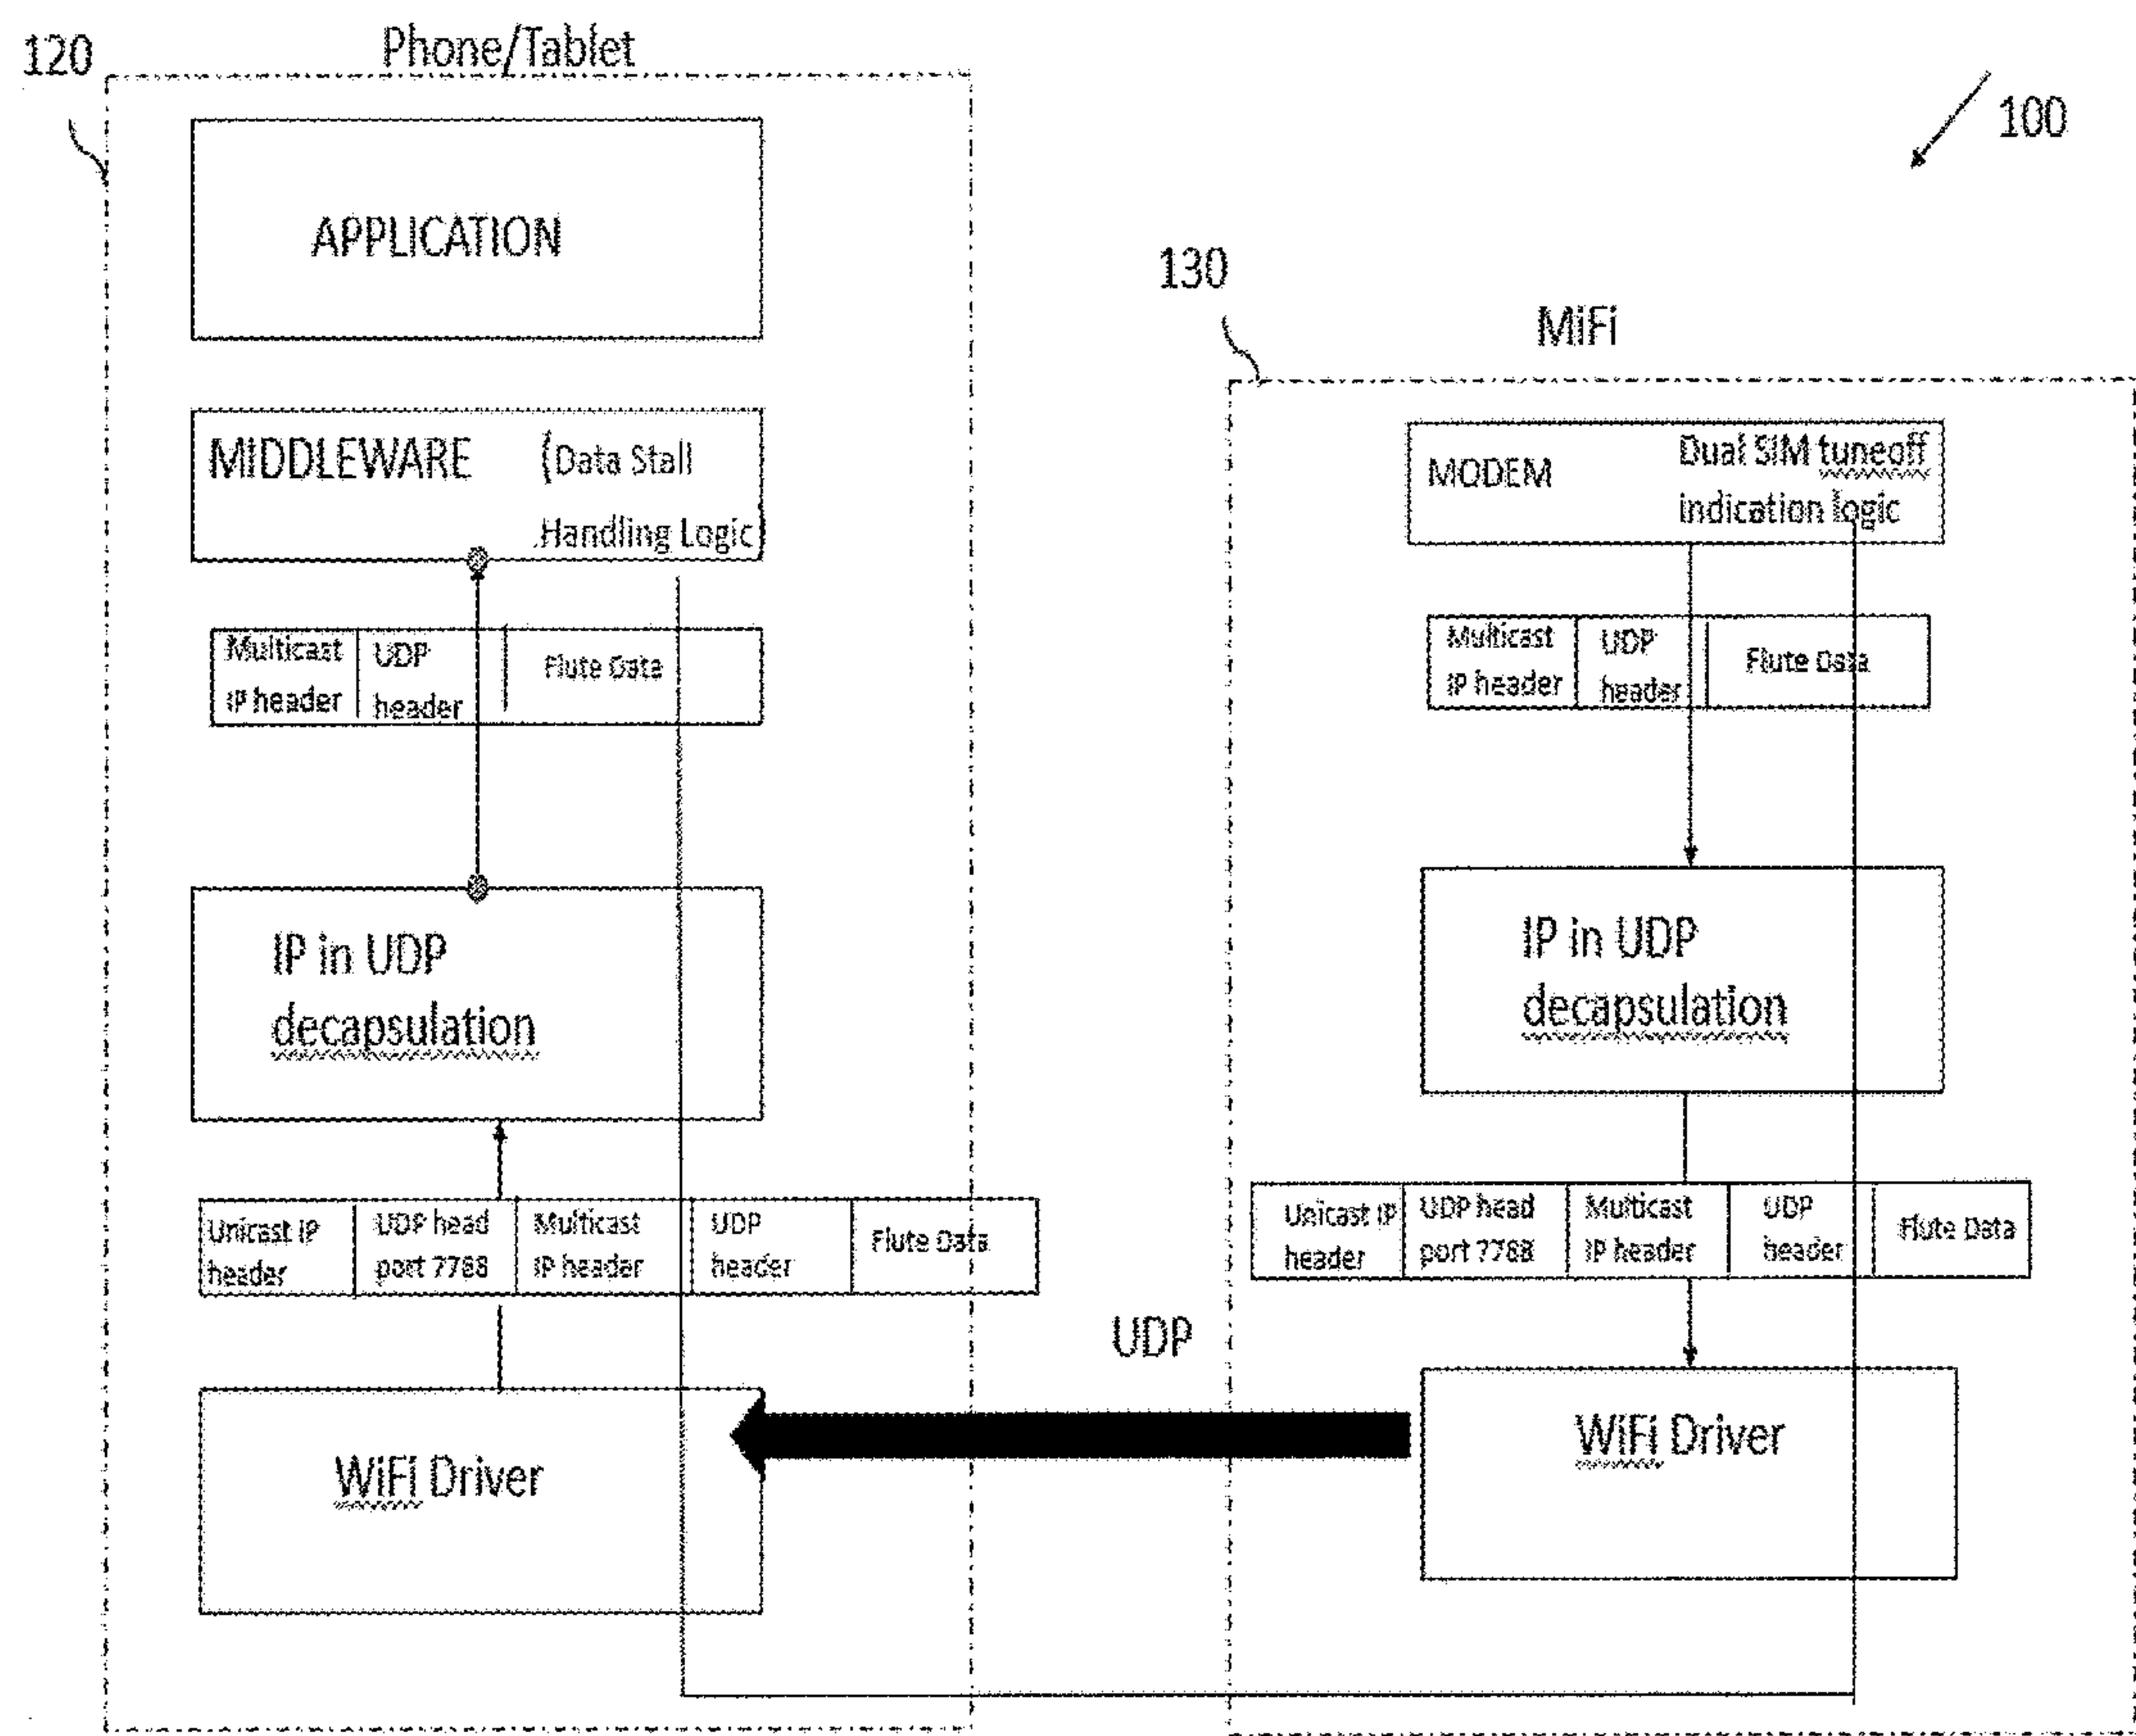 120
Phone/Tablet
100
APPLICATION
130
MiFi
MIDDLEWARE (Data Stall
Handling Logic)
MODEM
Dual SIM tuneoff
indication logic
Multicast
IP header
UDP
header
Flute Data
Multicast
IP header
UDP
header
Flute Data
IP in UDP
decapsulation
IP in UDP
decapsulation
Unicast IP
header
UDP head
port 7788
Multicast
IP header
UDP
header
Flute Data
Unicast IP
header
UDP head
port 7788
Multicast
IP header
UDP
header
Flute Data
UDP
WiFi Driver
WiFi Driver